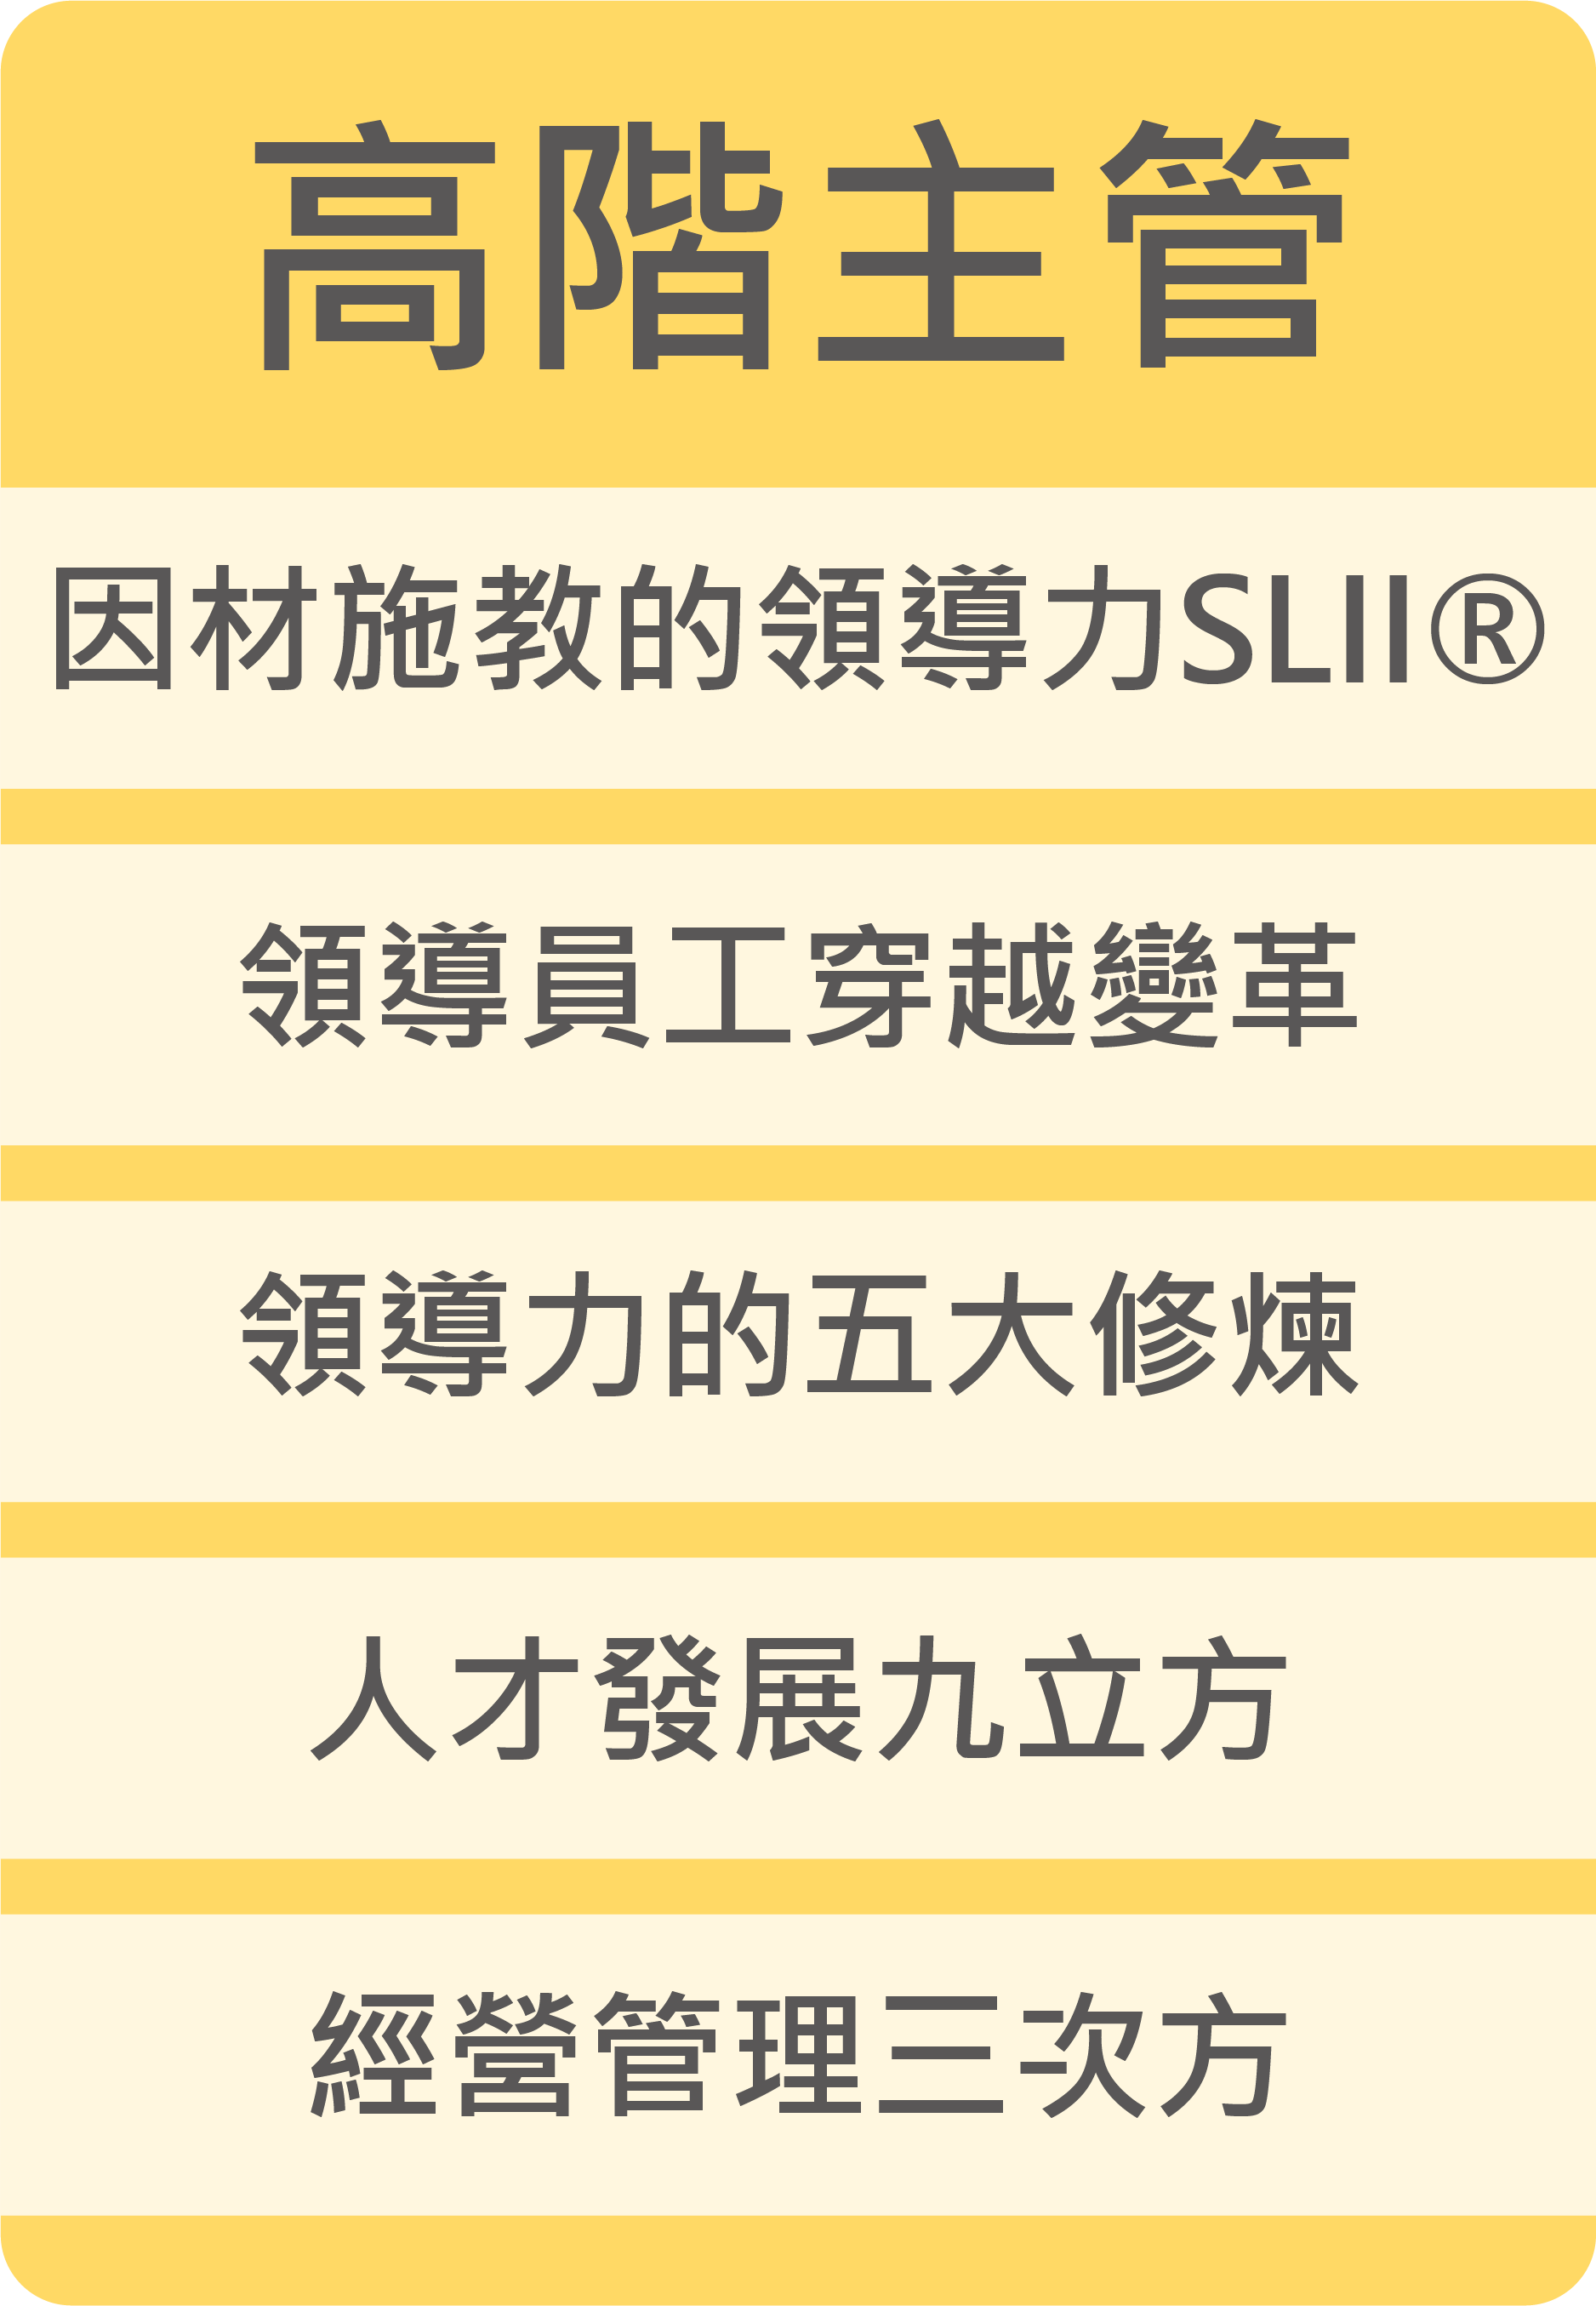 高階主管
因材施教的領導力SLII®
領導員工穿越變革
領導力的五大修煉
人才發展九立方
經營管理三次方